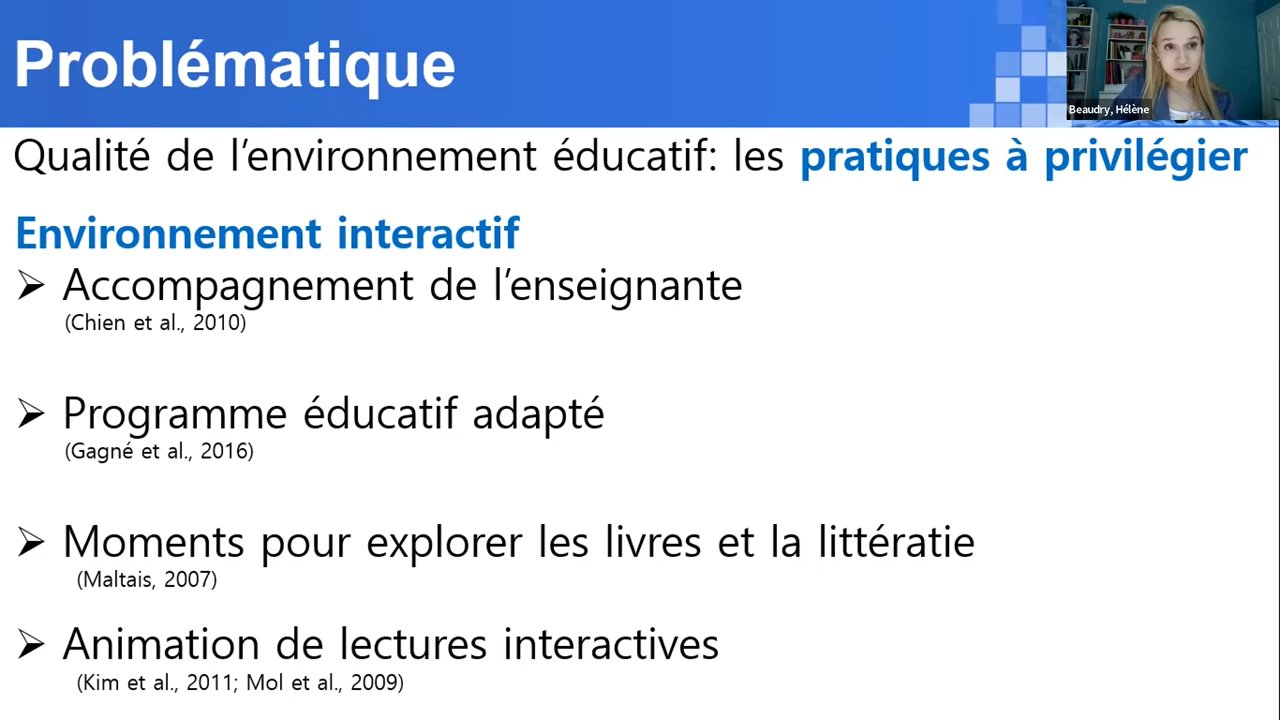 Problématique
Beaudry, Hélène
Qualité de l’environnement éducatif: les pratiques à privilégier
Environnement interactif
➢ Accompagnement de l’enseignante
(Chien et al., 2010)
➢ Programme éducatif adapté
(Gagné et al., 2016)
➢ Moments pour explorer les livres et la littératie
(Maltais, 2007)
➢ Animation de lectures interactives
(Kim et al., 2011; Mol et al., 2009)